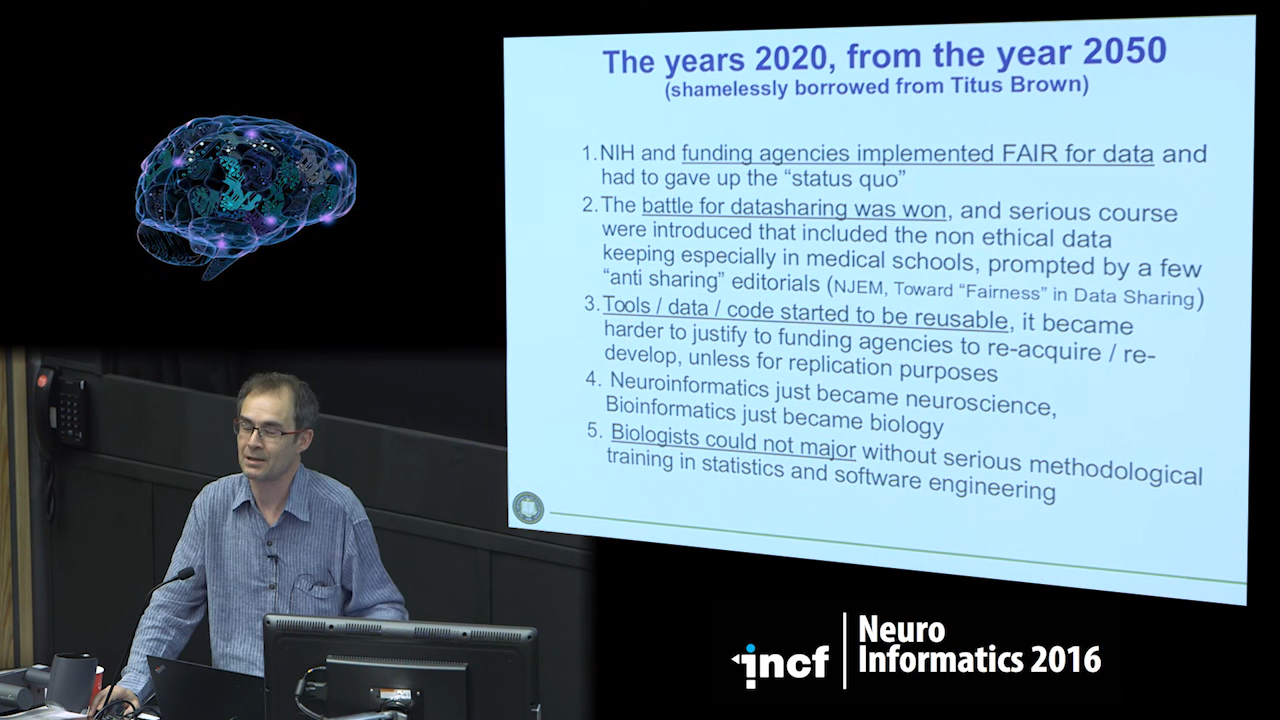 The years 2020, from the year 2050
(shamelessly borrowed from Titus Brown)
1. NIH and funding agencies implemented FAIR for data and
had to gave up the “status quo”
2. The battle for datasharing was won, and serious course
were introduced that included the non ethical data
keeping especially in medical schools, prompted by a few
“anti sharing” editorials (NJEM, Toward “Fairness” in Data Sharing)
3. Tools / data / code started to be reusable, it became
harder to justify to funding agencies to re-acquire / re-
develop, unless for replication purposes
4. Neuroinformatics just became neuroscience,
Bioinformatics just became biology
5. Biologists could not major without serious methodological
training in statistics and software engineering
incf
Neuro
Informatics 2016